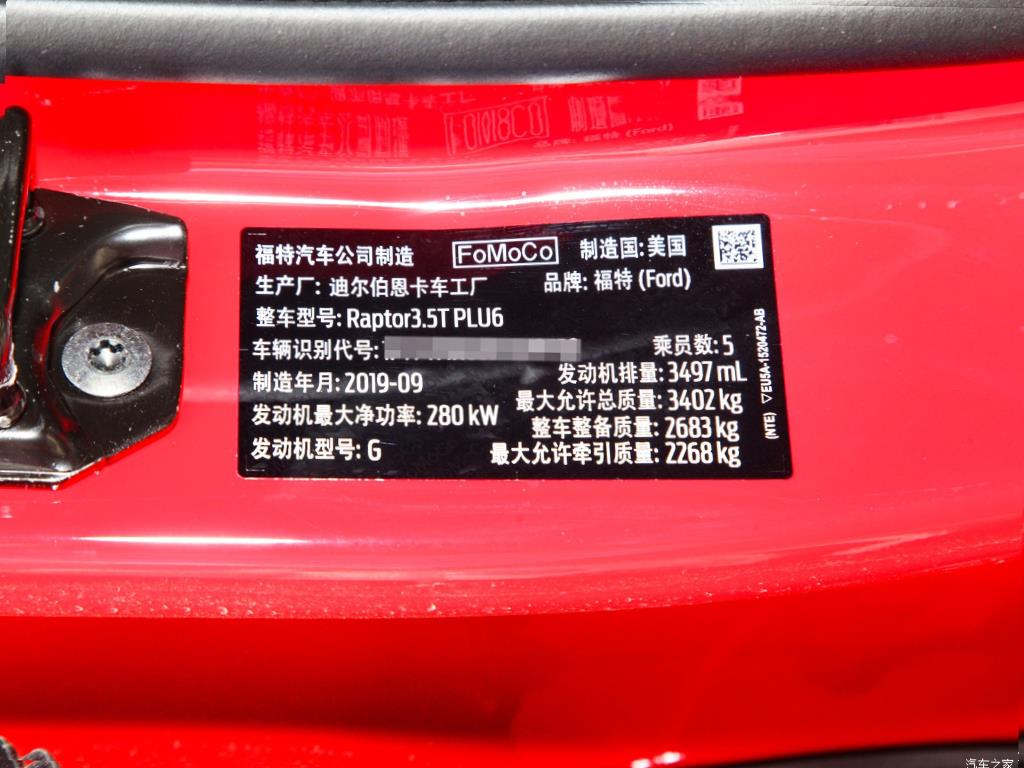 福特汽车公司制造 FoMoCo 制造国: 美国
生产厂: 迪尔伯恩卡车工厂 品牌: 福特 (Ford)
整车型号: Raptor3.5T PLU6
车辆识别代号: 乘员数: 5
制造年月: 2019-09 发动机排量: 3497 mL
最大允许总质量: 3402 kg
发动机最大净功率: 280 kW 整车整备质量: 2683 kg
发动机型号: G 最大允许牵引质量: 2268 kg
(NTE) ▽EU5A-1520472-AB
汽车之家